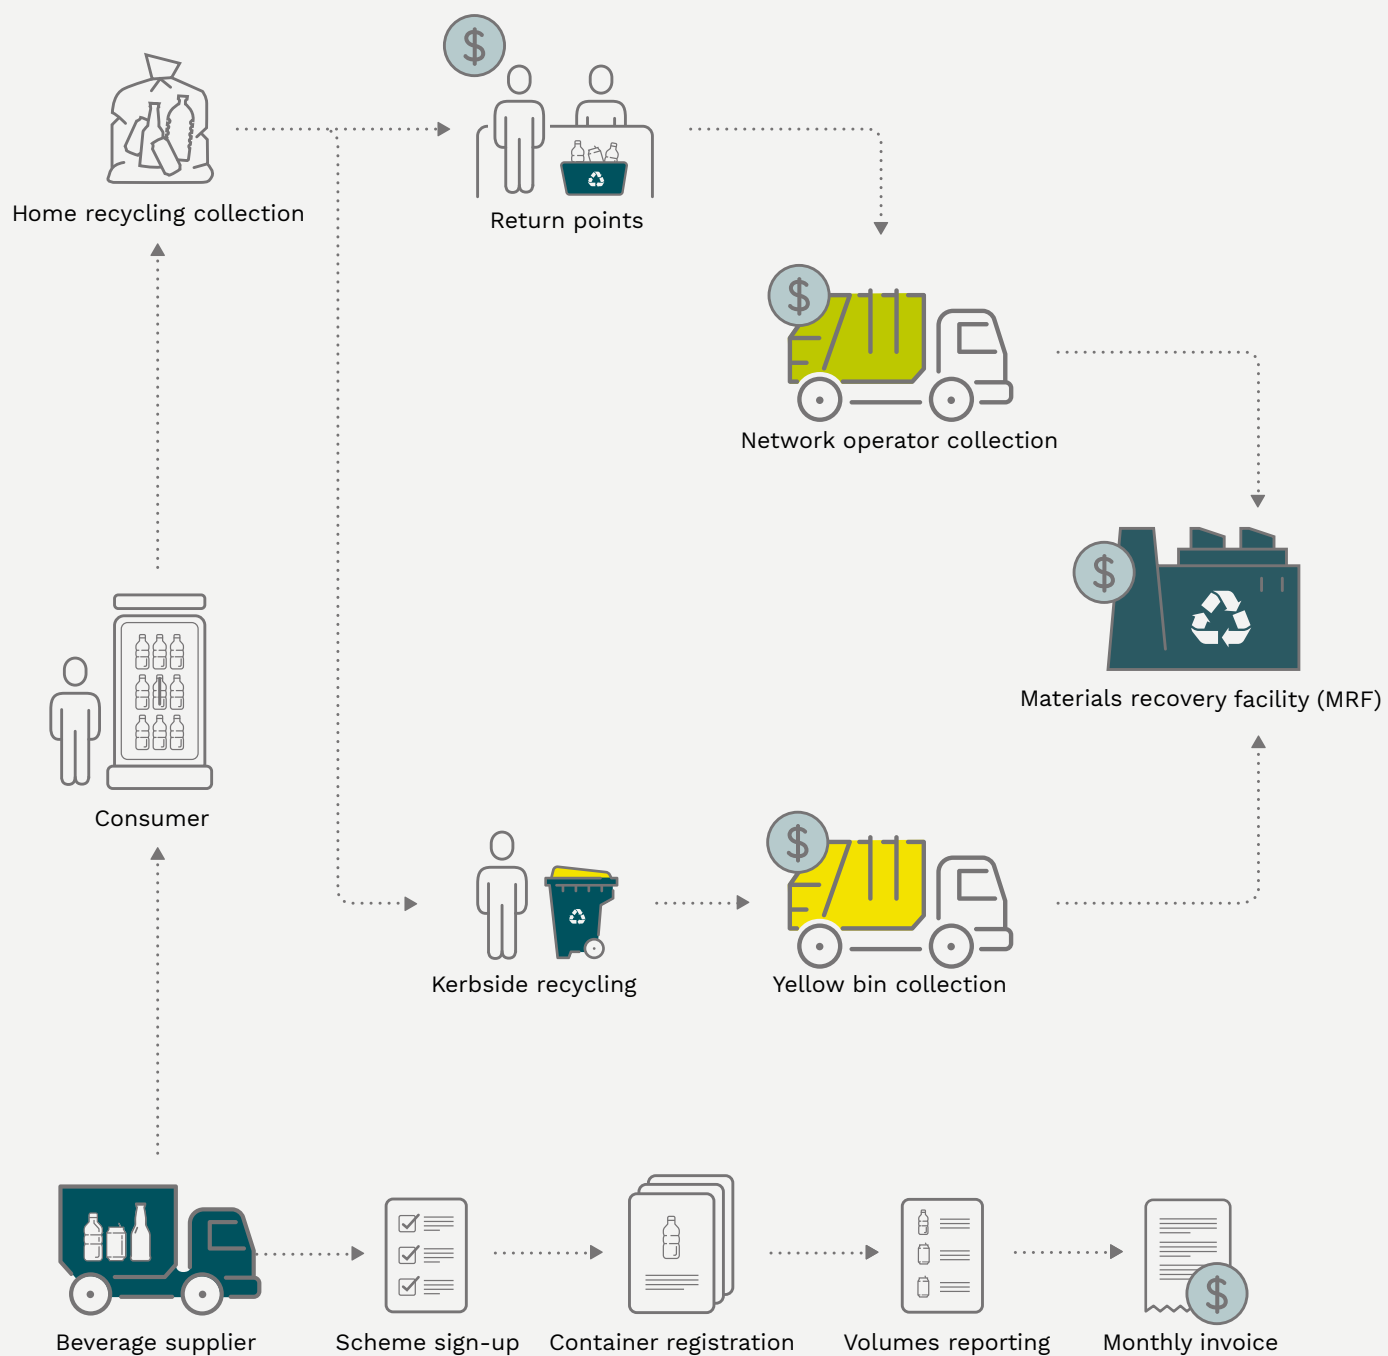 $
Home recycling collection
Return points
$
Network operator collection
$
Materials recovery facility (MRF)
Consumer
$
Kerbside recycling
Yellow bin collection
$
Beverage supplier
Scheme sign-up
Container registration
Volumes reporting
Monthly invoice